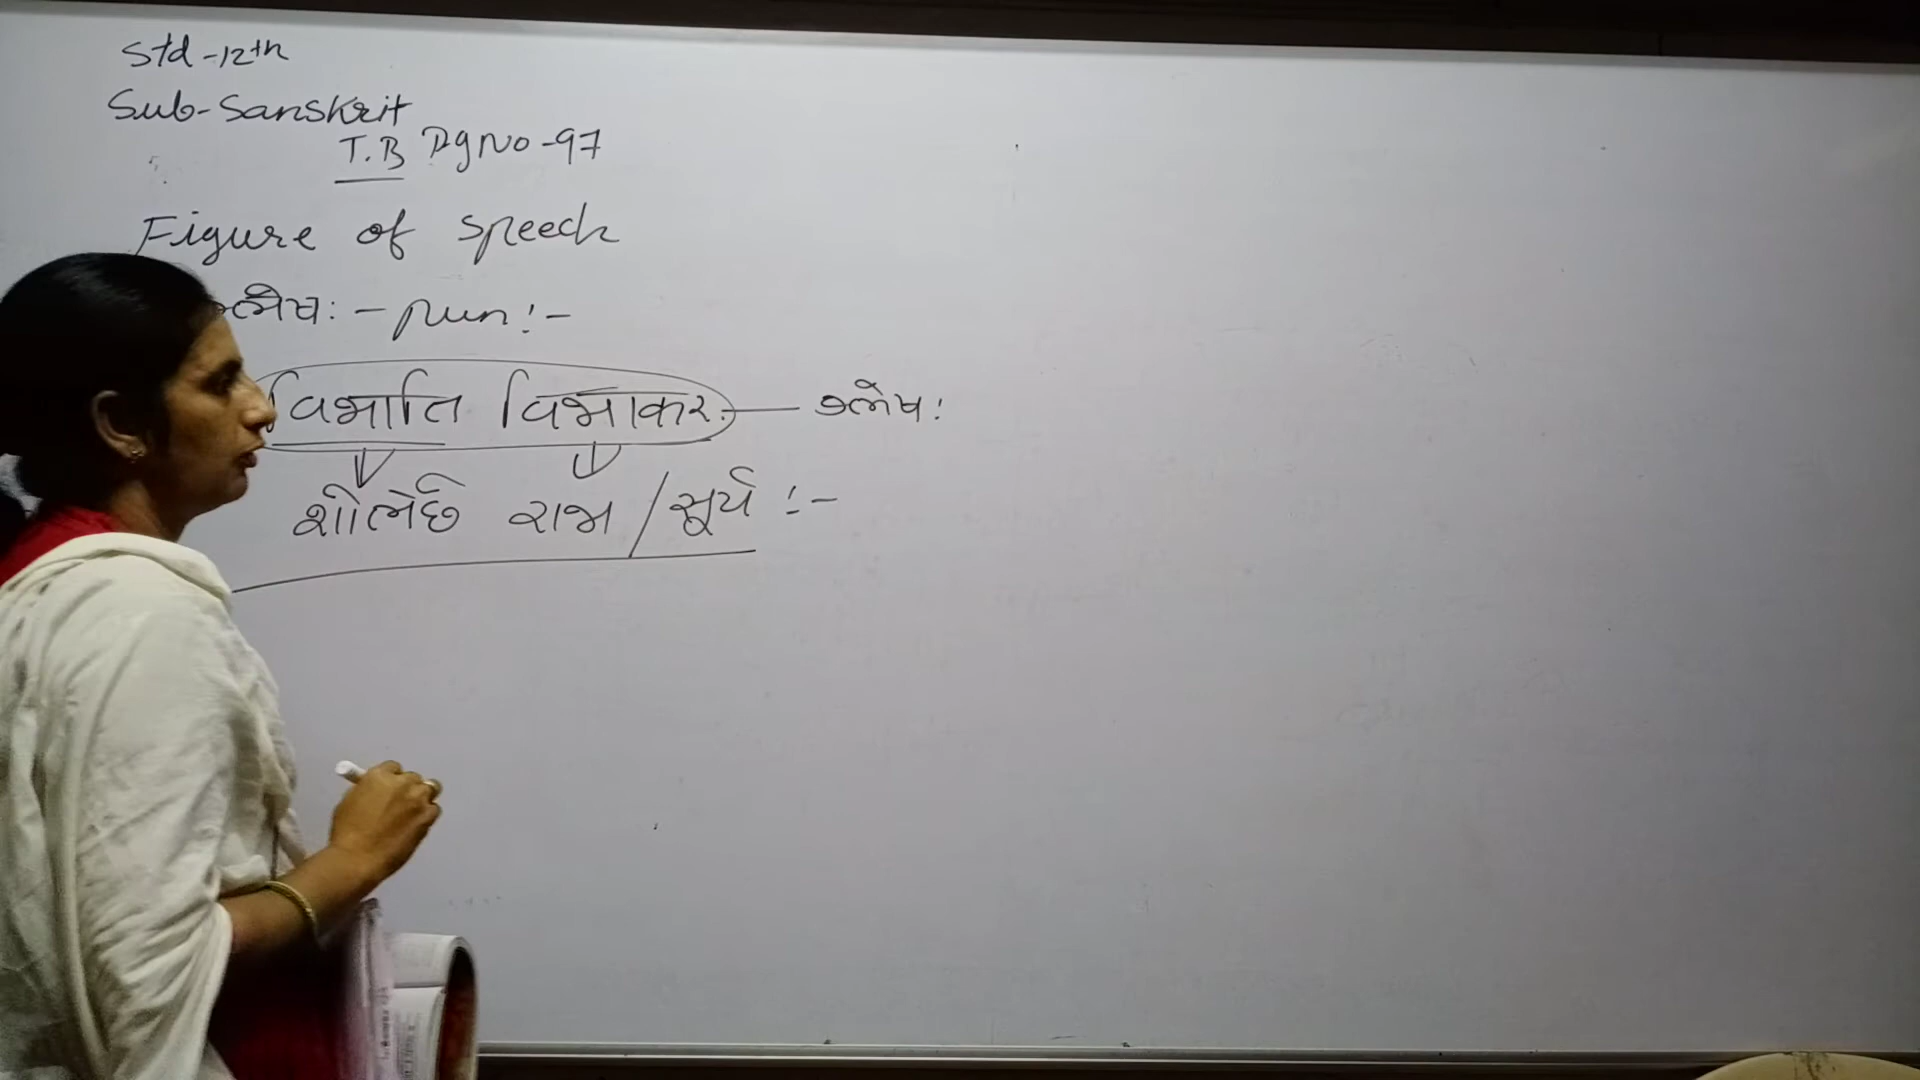 Std-12th
Sub-Sanskrit
T.B Pg No-97
Figure of speech
श्लेष: - pun:-
विभाति विभाकर: — श्लेष:
શોભેછે રાજા / સૂર્ય :-